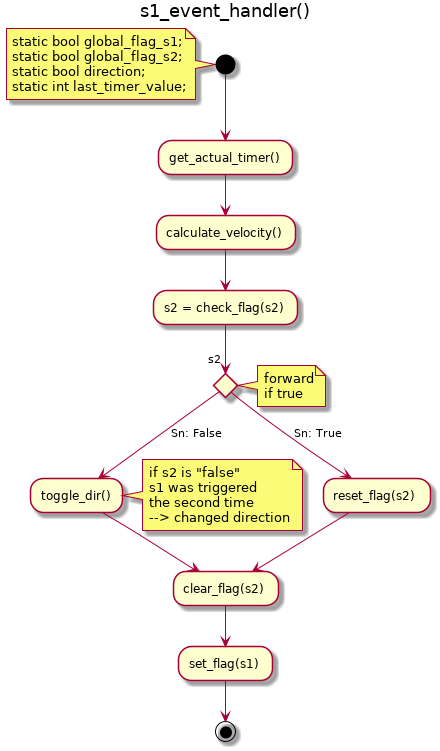 s1_event_handler()
static bool global_flag_s1;
static bool global_flag_s2;
static bool direction;
static int last_timer_value;
get_actual_timer()
calculate_velocity()
s2 = check_flag(s2)
s2
forward
if true
Sn: False
Sn: True
toggle_dir()
if s2 is "false"
s1 was triggered
the second time
--> changed direction
reset_flag(s2)
clear_flag(s2)
set_flag(s1)